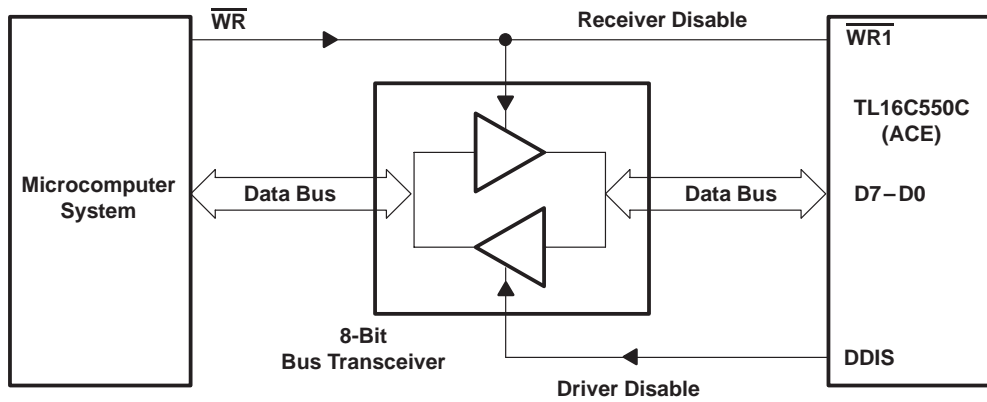 WR
Receiver Disable
WR1
TL16C550C
(ACE)
Microcomputer
System
Data Bus
Data Bus
D7–D0
8-Bit
Bus Transceiver
DDIS
Driver Disable